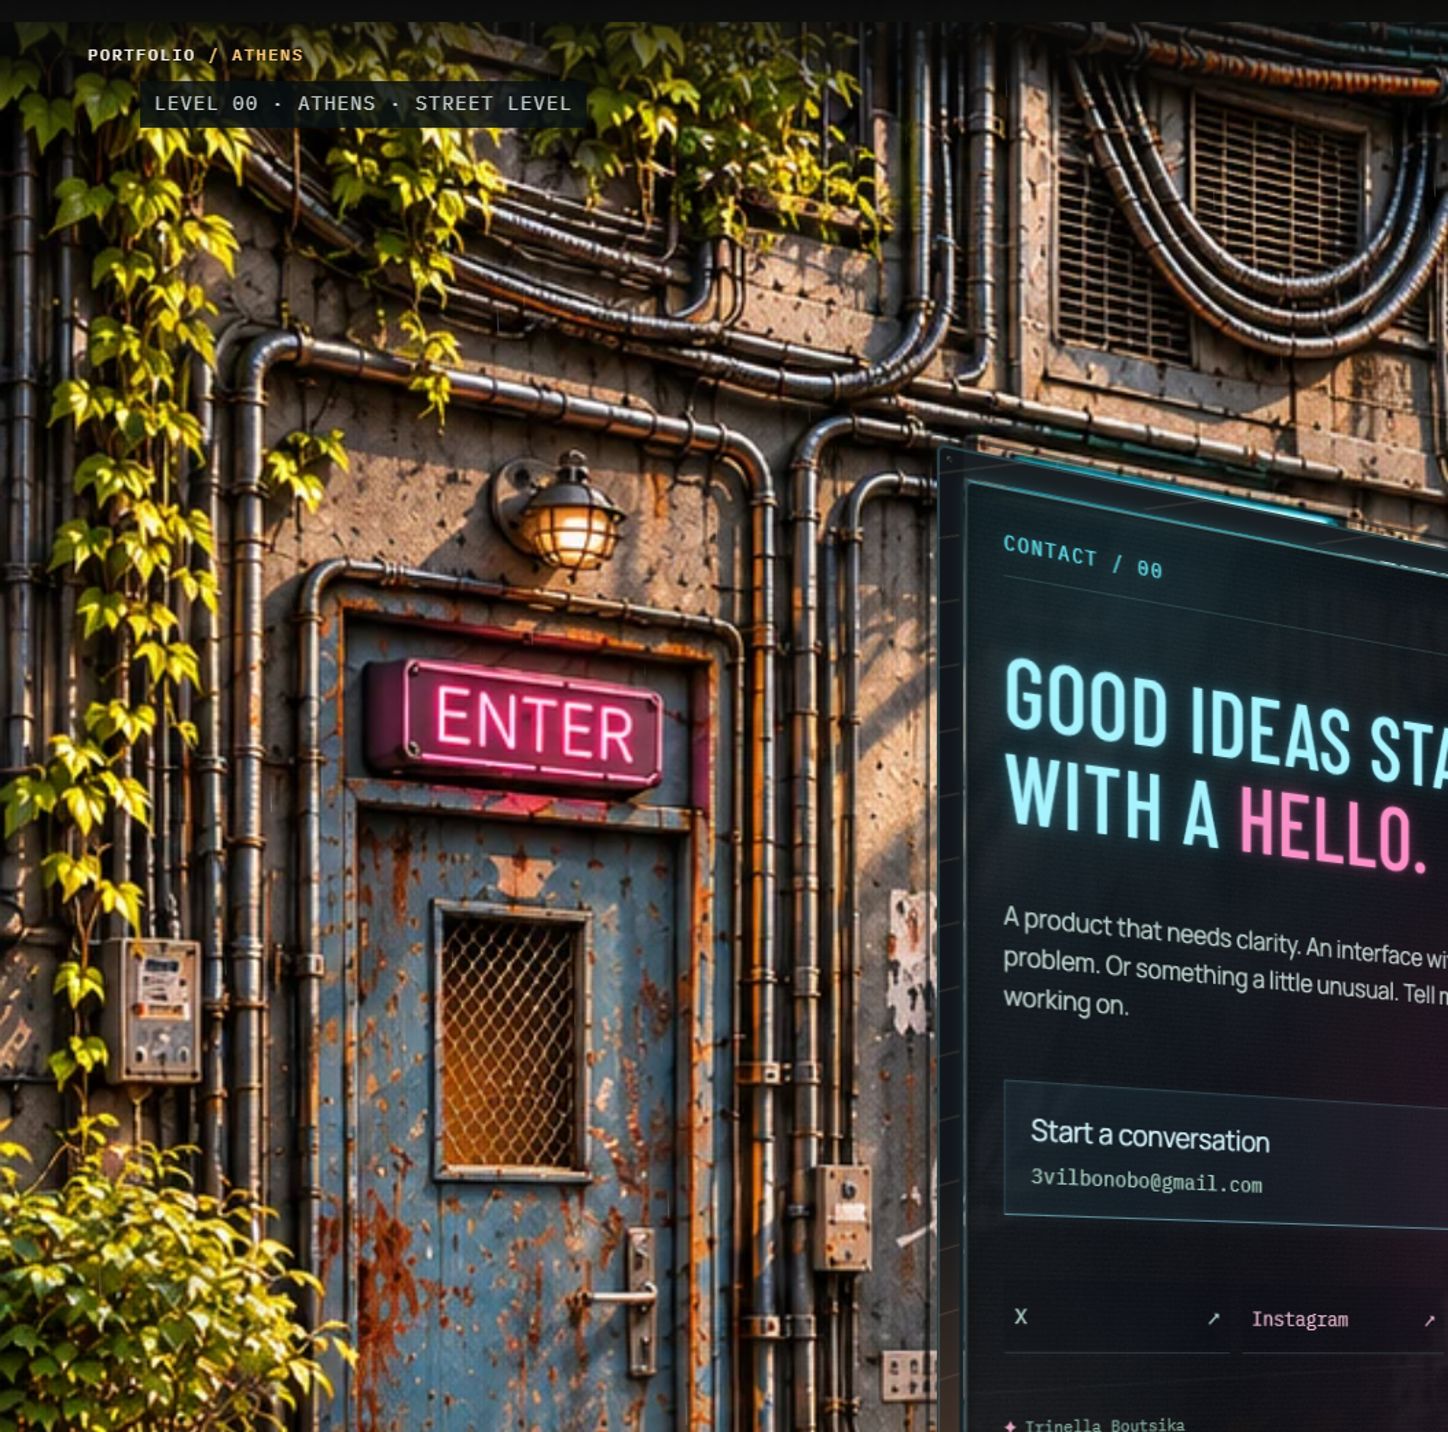 PORTFOLIO / ATHENS
LEVEL 00 · ATHENS · STREET LEVEL
ENTER
CONTACT / 00
GOOD IDEAS STA
WITH A HELLO.
A product that needs clarity. An interface wi
problem. Or something a little unusual. Tell m
working on.
Start a conversation
3vilbonobo@gmail.com
X ↗ Instagram ↗
✦ Irinella Boutsika